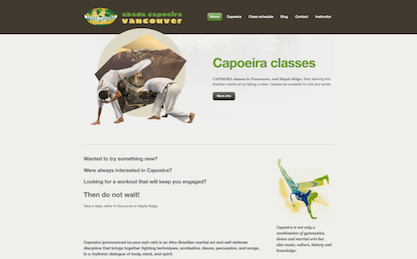 abada capoeira
VANCOUVER
Home Capoeira Class schedule Blog Contact Instructor
Capoeira classes
CAPOEIRA classes in Vancouver, and Maple Ridge. Start learning this
Brazilian martial art by taking a class. Classes are available for kids and adults.
More info
Wanted to try something new?
Were always interested in Capoeira?
Looking for a workout that will keep you engaged?
Then do not wait!
Take a class, either in Vancouver or Maple Ridge.
Capoeira is not only a
combination of gymnastics,
dance and martial arts but
also music, culture, history and
knowledge.
Capoeira (pronounced ka-poo-eyh-ra) is an Afro-Brazilian martial art and self-defense
discipline that brings together fighting techniques, acrobatics, dance, percussion, and songs,
in a rhythmic dialogue of body, mind, and spirit.